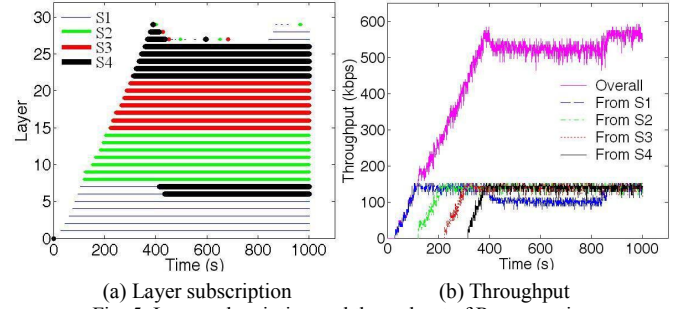 30
25
20
15
10
5
0
Layer
S1
S2
S3
S4
0 200 400 600 800 1000
Time (s)
(a) Layer subscription
600
500
400
300
200
100
0
Throughput (kbps)
Overall
From S1
From S2
From S3
From S4
0 200 400 600 800 1000
Time (s)
(b) Throughput